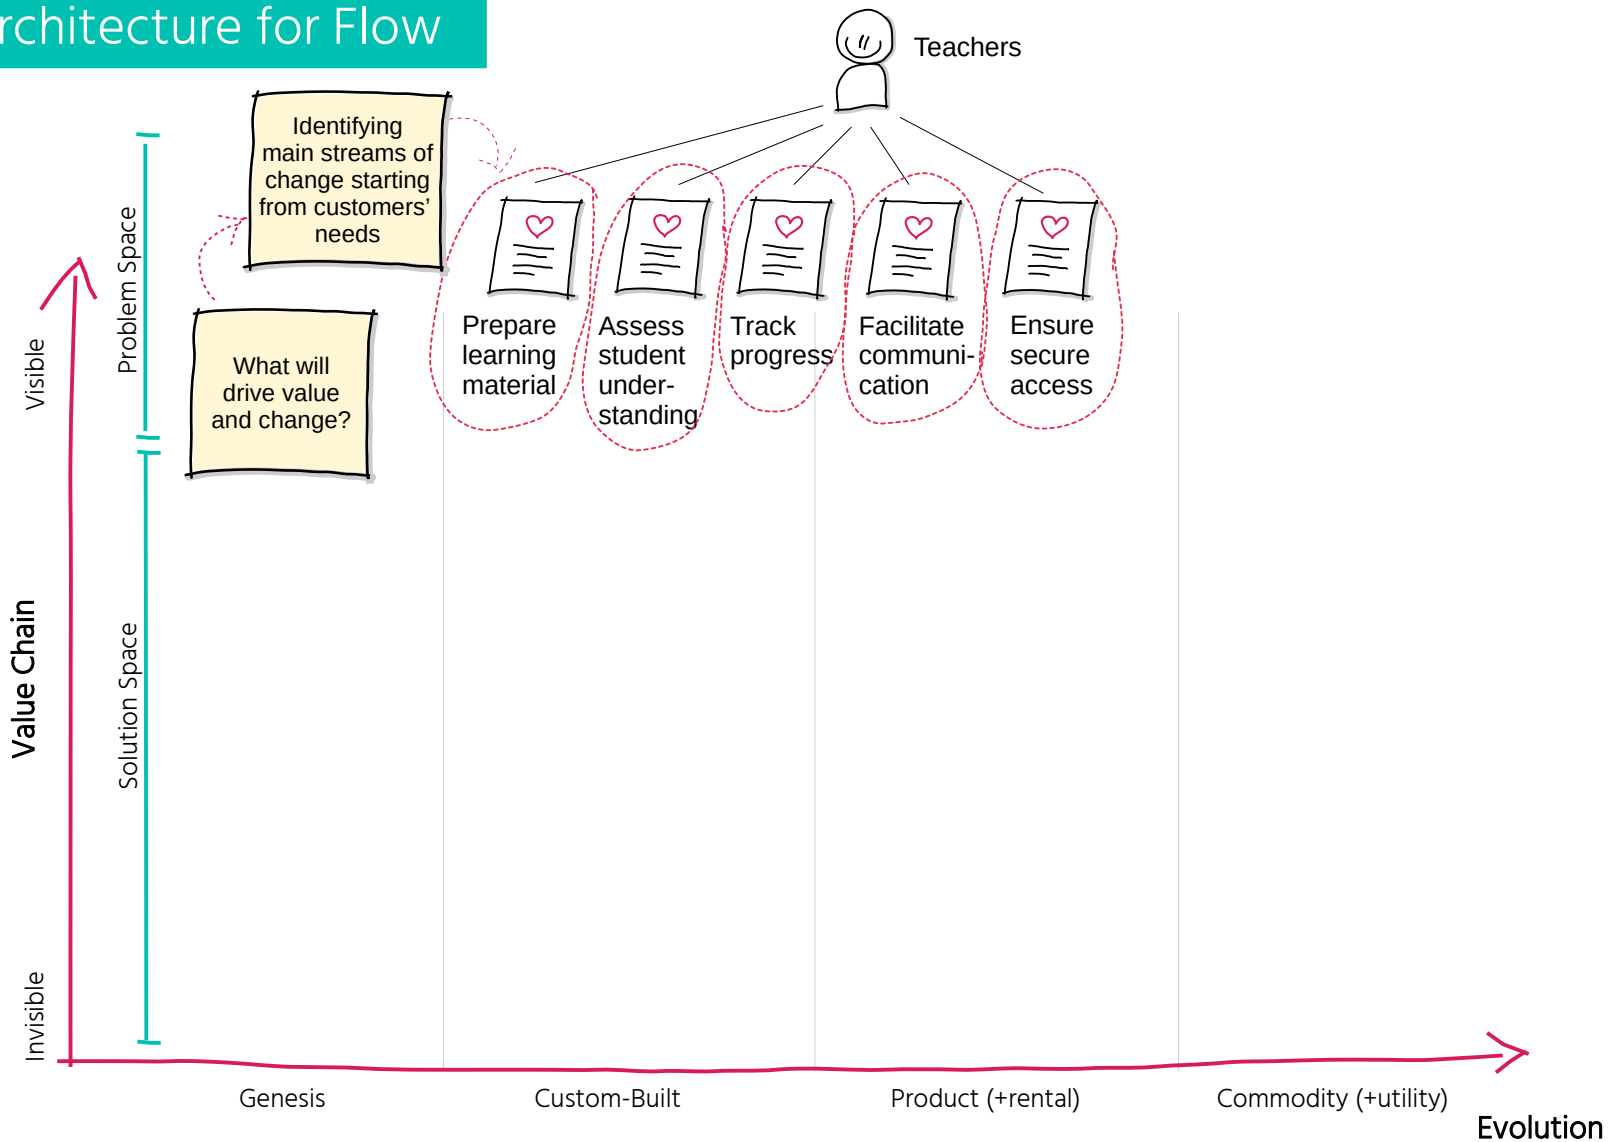 rchitecture for Flow
Teachers
Identifying
main streams of
change starting
from customers’
needs
What will
drive value
and change?
Prepare
learning
material
Assess
student
under-
standing
Track
progress
Facilitate
communi-
cation
Ensure
secure
access
Problem Space
Visible
Value Chain
Solution Space
Invisible
Genesis
Custom-Built
Product (+rental)
Commodity (+utility)
Evolution